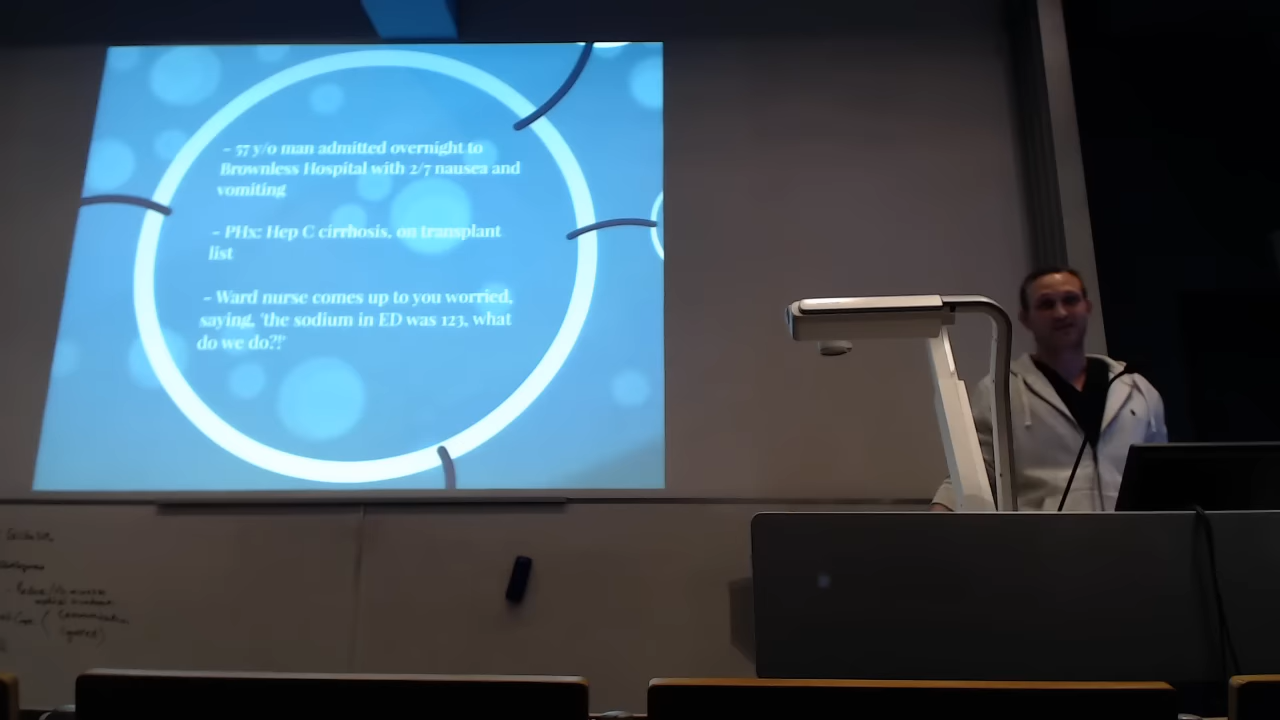 - 57 y/o man admitted overnight to
Brownless Hospital with 2/7 nausea and
vomiting
- PHx: Hep C cirrhosis, on transplant
list
- Ward nurse comes up to you worried,
saying, 'the sodium in ED was 123, what
do we do?!'